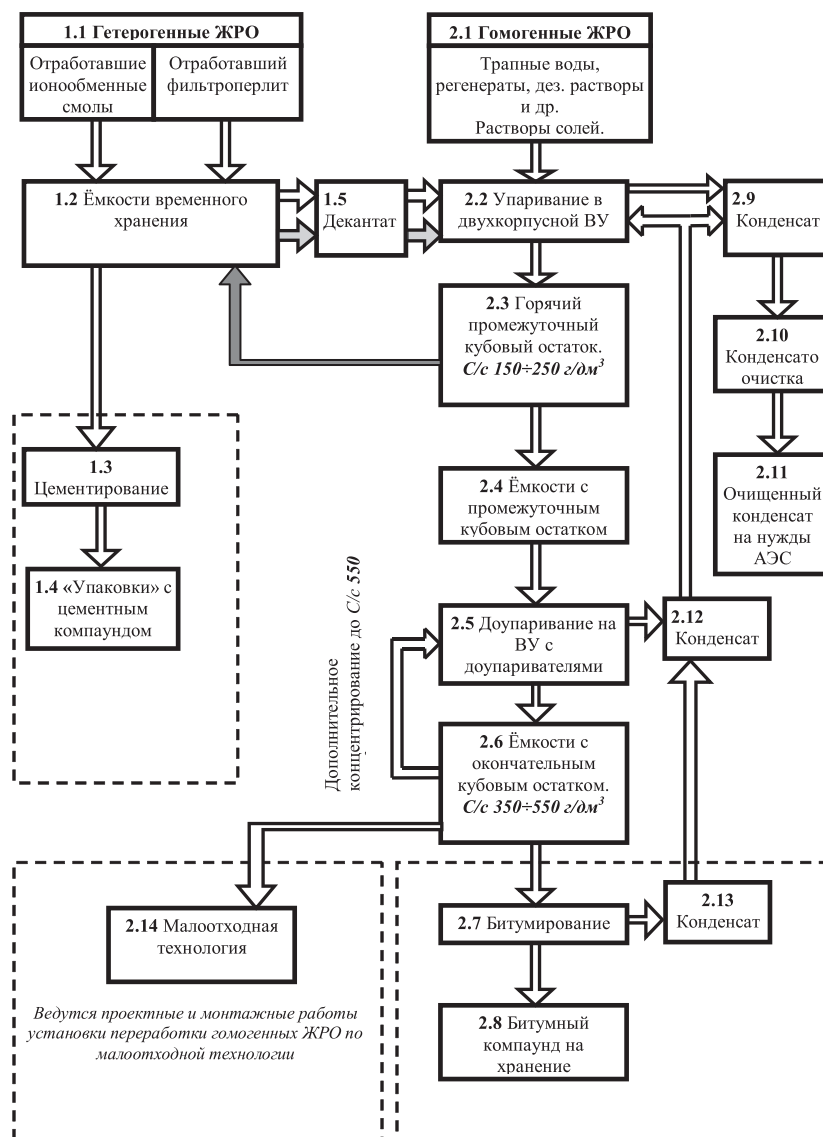 1.1 Гетерогенные ЖРО
Отработавшие
ионообменные
смолы
Отработавший
фильтроперлит
2.1 Гомогенные ЖРО
Трапные воды,
регенераты, дез. растворы
и др.
Растворы солей.
1.2 Ёмкости временного
хранения
1.5
Декантат
2.2 Упаривание в
двухкорпусной ВУ
2.9
Конденсат
2.3 Горячий
промежуточный
кубовый остаток.
С/с 150÷250 г/дм³
2.10
Конденсато
очистка
1.3
Цементирование
2.4 Ёмкости с
промежуточным
кубовым остатком
2.11
Очищенный
конденсат
на нужды
АЭС
1.4 «Упаковки» с
цементным
компаундом
Дополнительное
концентрирование до С/с 550
2.5 Доупаривание на
ВУ с
доупаривателями
2.12
Конденсат
2.6 Ёмкости с
окончательным
кубовым остатком.
С/с 350÷550 г/дм³
2.14 Малоотходная
технология
2.7 Битумирование
2.13
Конденсат
Ведутся проектные и монтажные работы
установки переработки гомогенных ЖРО по
малоотходной технологии
2.8 Битумный
компаунд на
хранение